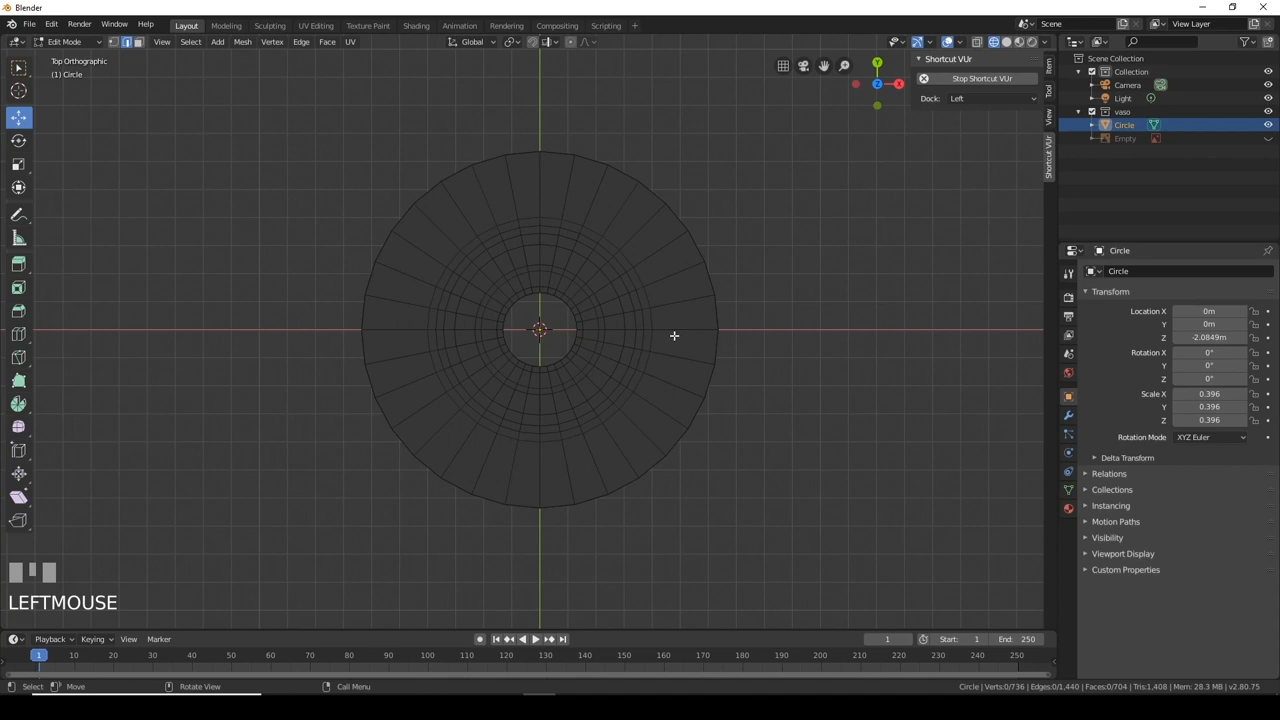 Blender
File Edit Render Window Help Layout Modeling Sculpting UV Editing Texture Paint Shading Animation Rendering Compositing Scripting + Scene View Layer
Edit Mode View Select Add Mesh Vertex Edge Face UV Global
Top Orthographic
(1) Circle
Y
X
Z
Shortcut VUr
Stop Shortcut VUr
Dock: Left
Item
Tool
View
Shortcut VUr
Scene Collection
Collection
Camera
Light
vaso
Circle
Empty
Circle
Circle
Transform
Location X 0m
Y 0m
Z -2.0849m
Rotation X 0°
Y 0°
Z 0°
Scale X 0.396
Y 0.396
Z 0.396
Rotation Mode XYZ Euler
Delta Transform
Relations
Collections
Instancing
Motion Paths
Visibility
Viewport Display
Custom Properties
LEFTMOUSE
Playback Keying View Marker 1 Start: 1 End: 250
1 10 20 30 40 50 60 70 80 90 100 110 120 130 140 150 160 170 180 190 200 210 220 230 240 250
Select Move Rotate View Call Menu Circle | Verts:0/736 | Edges:0/1,440 | Faces:0/704 | Tris:1,408 | Mem: 28.3 MB | v2.80.75